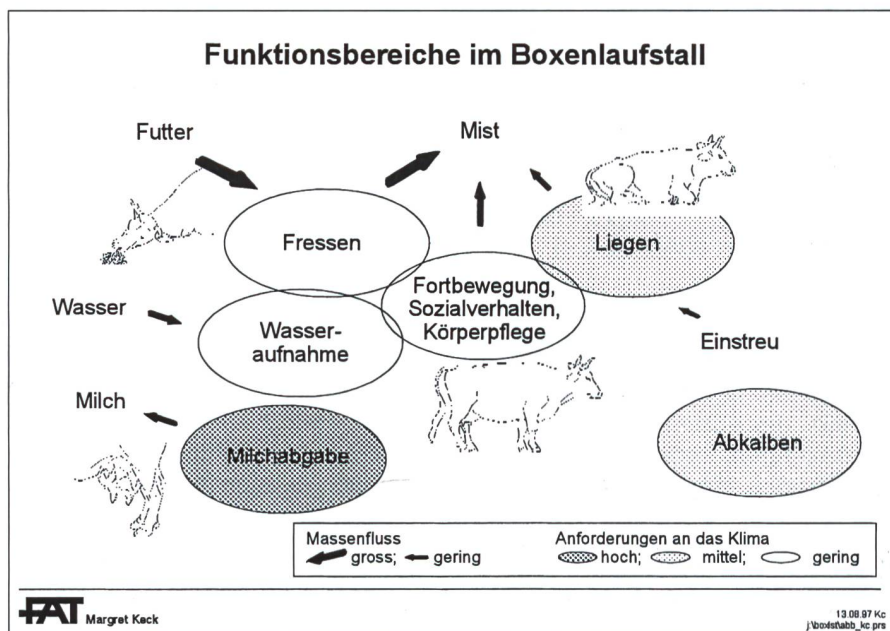 Funktionsbereiche im Boxenlaufstall
Futter
Mist
Fressen
Liegen
Fortbewegung,
Sozialverhalten,
Körperpflege
Wasser
Wasser-
aufnahme
Einstreu
Milch
Milchabgabe
Abkalben
Massenfluss
gross; gering
Anforderungen an das Klima
hoch; mittel; gering
FAT Margret Keck
13.08.97 Kc